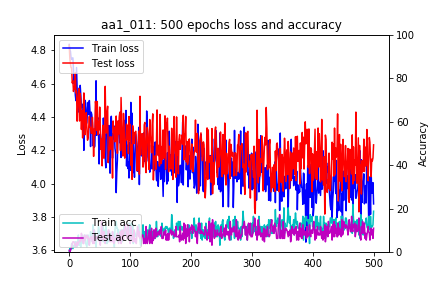 aa1_011: 500 epochs loss and accuracy
Loss
4.8
4.6
4.4
4.2
4.0
3.8
3.6
Train loss
Test loss
Train acc
Test acc
0
100
200
300
400
500
100
80
60
40
20
0
Accuracy